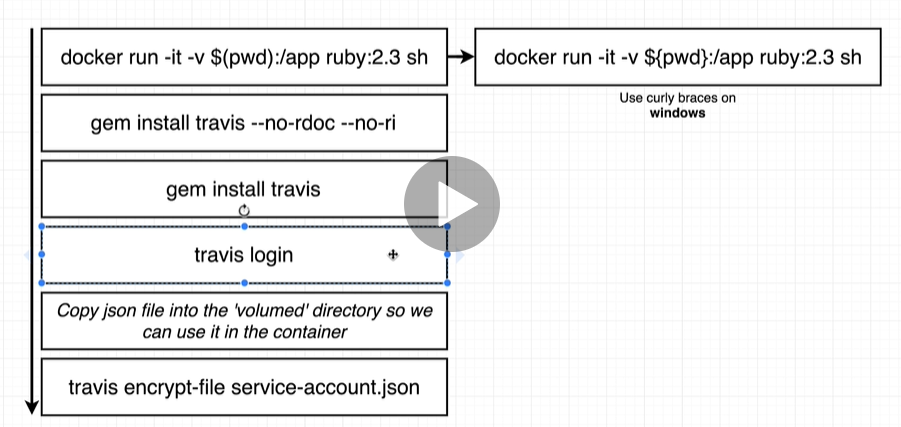 docker run -it -v $(pwd):/app ruby:2.3 sh
docker run -it -v ${pwd}:/app ruby:2.3 sh
Use curly braces on
windows
gem install travis --no-rdoc --no-ri
gem install travis
travis login
Copy json file into the 'volumed' directory so we
can use it in the container
travis encrypt-file service-account.json